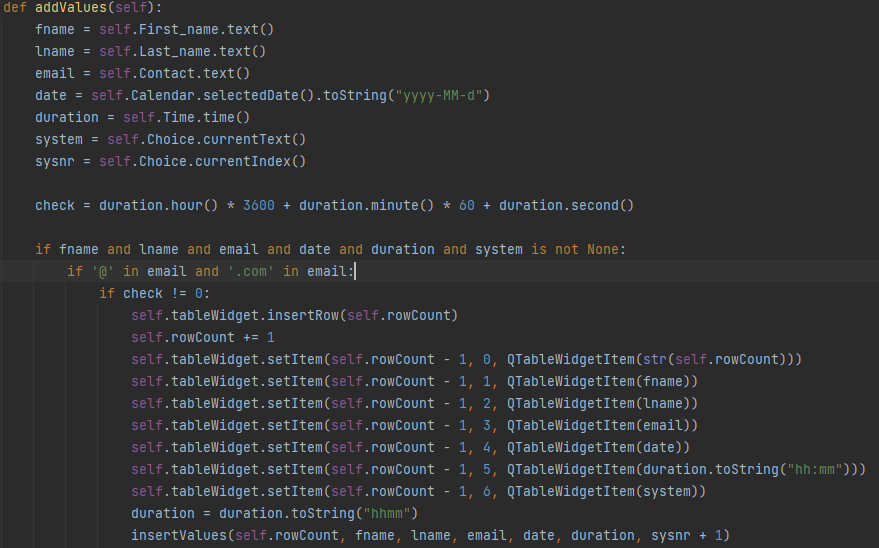 def addValues(self):
    fname = self.First_name.text()
    lname = self.Last_name.text()
    email = self.Contact.text()
    date = self.Calendar.selectedDate().toString("yyyy-MM-d")
    duration = self.Time.time()
    system = self.Choice.currentText()
    sysnr = self.Choice.currentIndex()

    check = duration.hour() * 3600 + duration.minute() * 60 + duration.second()

    if fname and lname and email and date and duration and system is not None:
        if '@' in email and '.com' in email:
            if check != 0:
                self.tableWidget.insertRow(self.rowCount)
                self.rowCount += 1
                self.tableWidget.setItem(self.rowCount - 1, 0, QTableWidgetItem(str(self.rowCount)))
                self.tableWidget.setItem(self.rowCount - 1, 1, QTableWidgetItem(fname))
                self.tableWidget.setItem(self.rowCount - 1, 2, QTableWidgetItem(lname))
                self.tableWidget.setItem(self.rowCount - 1, 3, QTableWidgetItem(email))
                self.tableWidget.setItem(self.rowCount - 1, 4, QTableWidgetItem(date))
                self.tableWidget.setItem(self.rowCount - 1, 5, QTableWidgetItem(duration.toString("hh:mm")))
                self.tableWidget.setItem(self.rowCount - 1, 6, QTableWidgetItem(system))
                duration = duration.toString("hhmm")
                insertValues(self.rowCount, fname, lname, email, date, duration, sysnr + 1)